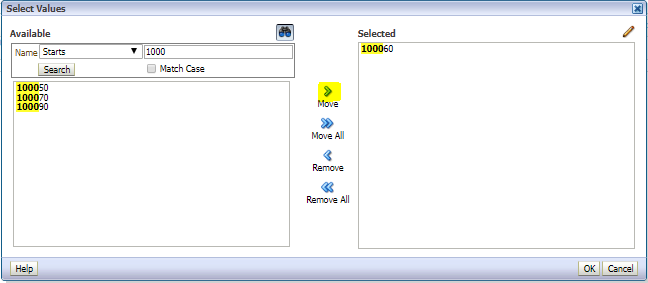 Select Values
Available
Name Starts 1000
Search Match Case
100050
100070
100090
Move
Move All
Remove
Remove All
Selected
100060
Help
OK Cancel